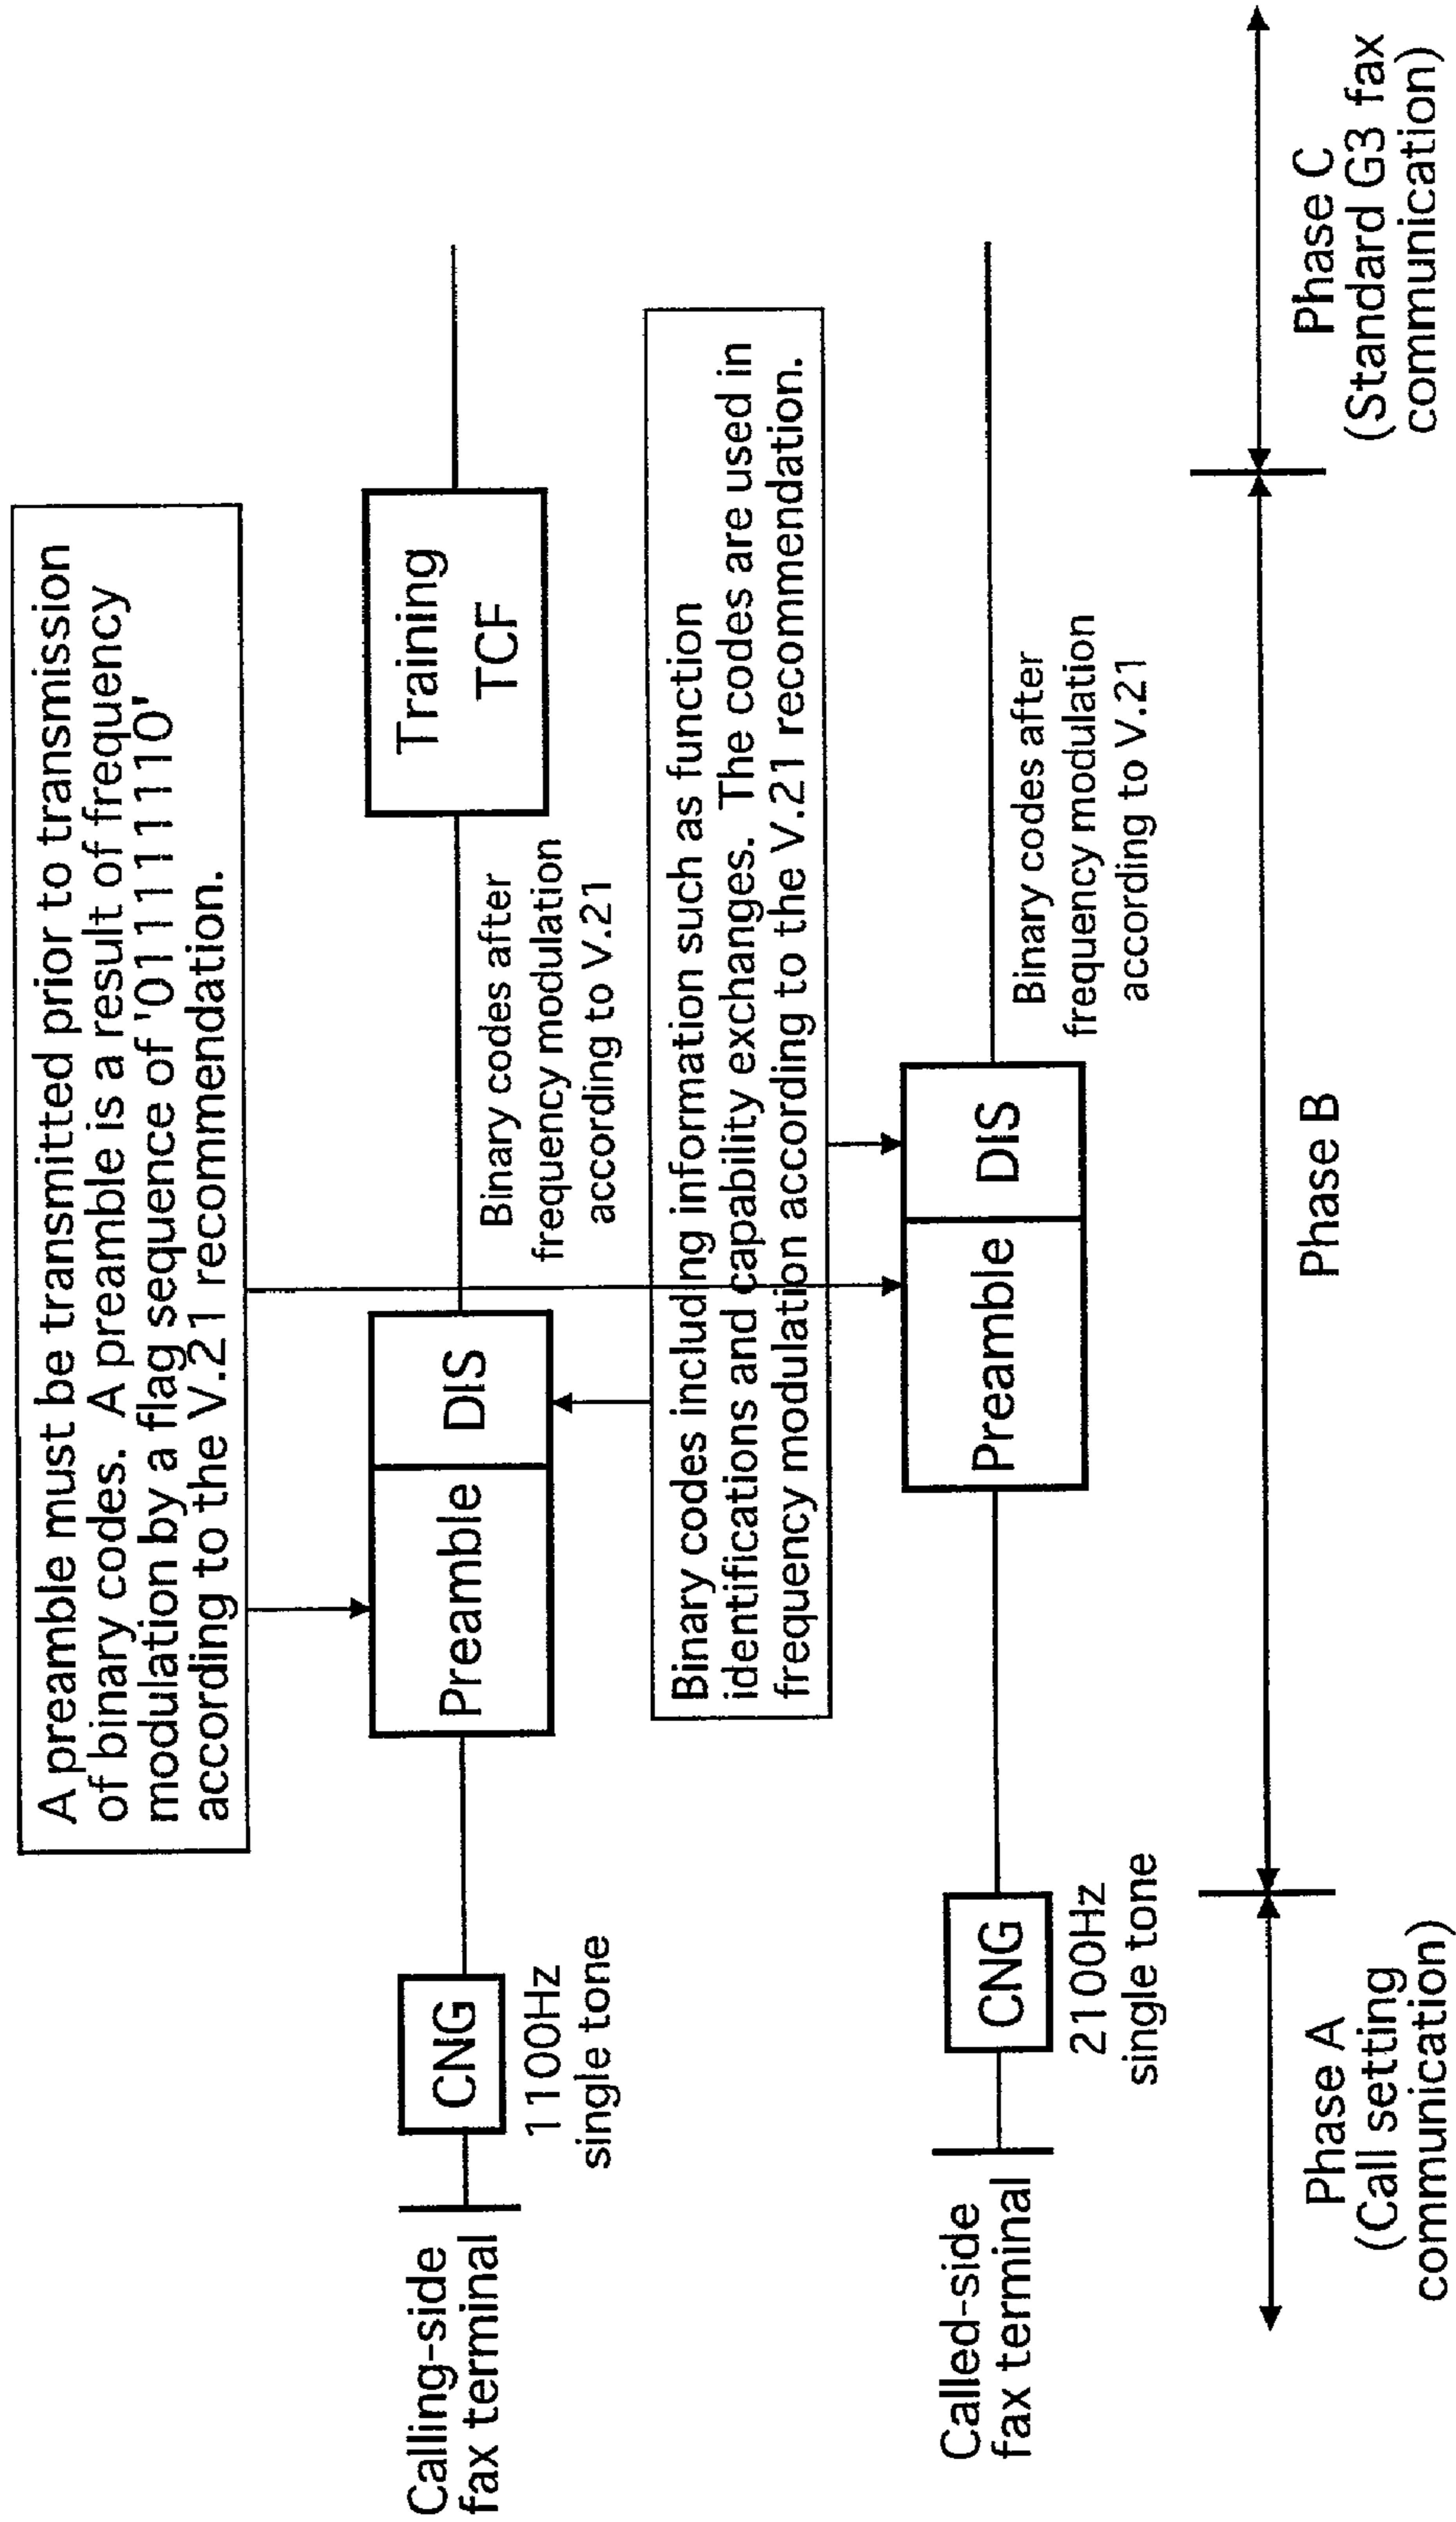 A preamble must be transmitted prior to transmission
of binary codes. A preamble is a result of frequency
modulation by a flag sequence of '011111110'
according to the V.21 recommendation.
Calling-side
fax terminal
CNG
1100Hz
single tone
Preamble
DIS
Binary codes after
frequency modulation
according to V.21
Training
TCF
Binary codes including information such as function
identifications and capability exchanges. The codes are used in
frequency modulation according to the V.21 recommendation.
Called-side
fax terminal
CNG
2100Hz
single tone
Preamble
DIS
Binary codes after
frequency modulation
according to V.21
Phase A
(Call setting
communication)
Phase B
Phase C
(Standard G3 fax
communication)